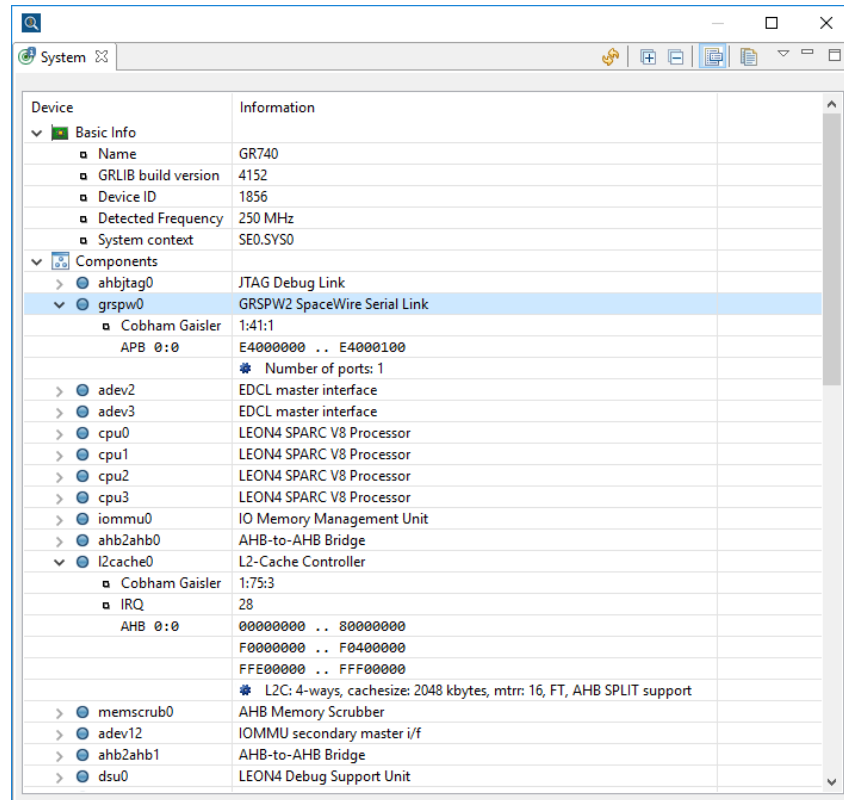 System
Device Information
Basic Info
Name GR740
GRLIB build version 4152
Device ID 1856
Detected Frequency 250 MHz
System context SE0.SYS0
Components
ahbjtag0 JTAG Debug Link
grspw0 GRSPW2 SpaceWire Serial Link
Cobham Gaisler 1:41:1
APB 0:0 E4000000 .. E4000100
Number of ports: 1
adev2 EDCL master interface
adev3 EDCL master interface
cpu0 LEON4 SPARC V8 Processor
cpu1 LEON4 SPARC V8 Processor
cpu2 LEON4 SPARC V8 Processor
cpu3 LEON4 SPARC V8 Processor
iommu0 IO Memory Management Unit
ahb2ahb0 AHB-to-AHB Bridge
l2cache0 L2-Cache Controller
Cobham Gaisler 1:75:3
IRQ 28
AHB 0:0 00000000 .. 80000000
F0000000 .. F0400000
FFE00000 .. FFF00000
L2C: 4-ways, cachesize: 2048 kbytes, mtrr: 16, FT, AHB SPLIT support
memscrub0 AHB Memory Scrubber
adev12 IOMMU secondary master i/f
ahb2ahb1 AHB-to-AHB Bridge
dsu0 LEON4 Debug Support Unit